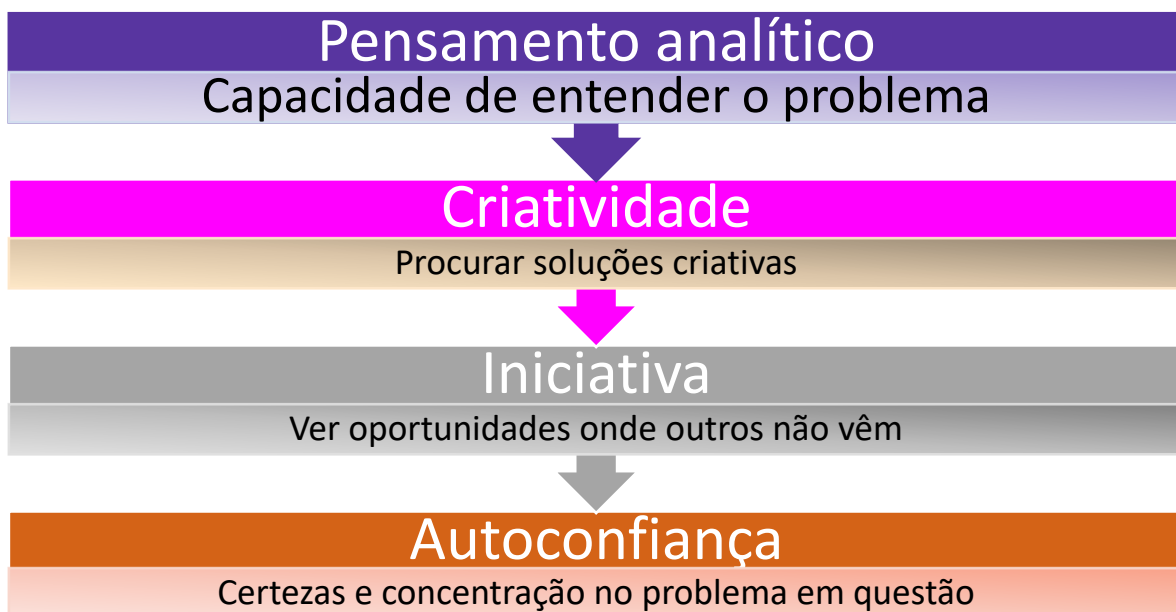 Pensamento analítico
Capacidade de entender o problema
Criatividade
Procurar soluções criativas
Iniciativa
Ver oportunidades onde outros não vêm
Autoconfiança
Certezas e concentração no problema em questão